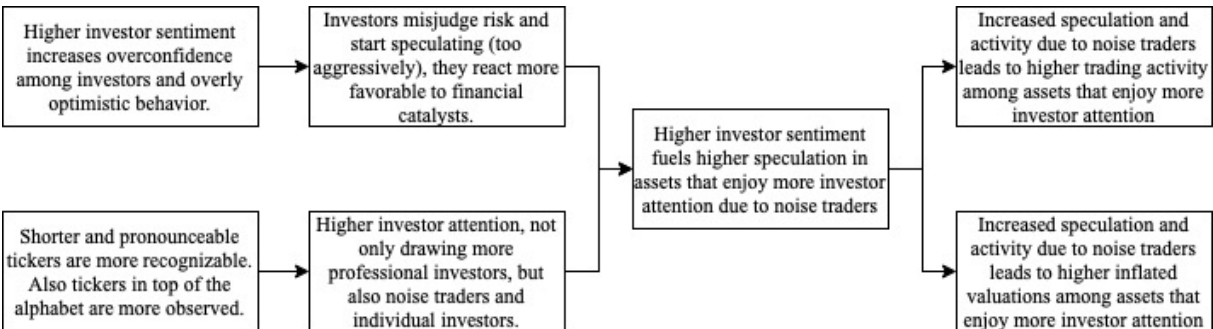 Higher investor sentiment
increases overconfidence
among investors and overly
optimistic behavior.
Investors misjudge risk and
start speculating (too
aggressively), they react more
favorable to financial
catalysts.
Shorter and pronounceable
tickers are more recognizable.
Also tickers in top of the
alphabet are more observed.
Higher investor attention, not
only drawing more
professional investors, but
also noise traders and
individual investors.
Higher investor sentiment
fuels higher speculation in
assets that enjoy more investor
attention due to noise traders
Increased speculation and
activity due to noise traders
leads to higher trading activity
among assets that enjoy more
investor attention
Increased speculation and
activity due to noise traders
leads to higher inflated
valuations among assets that
enjoy more investor attention